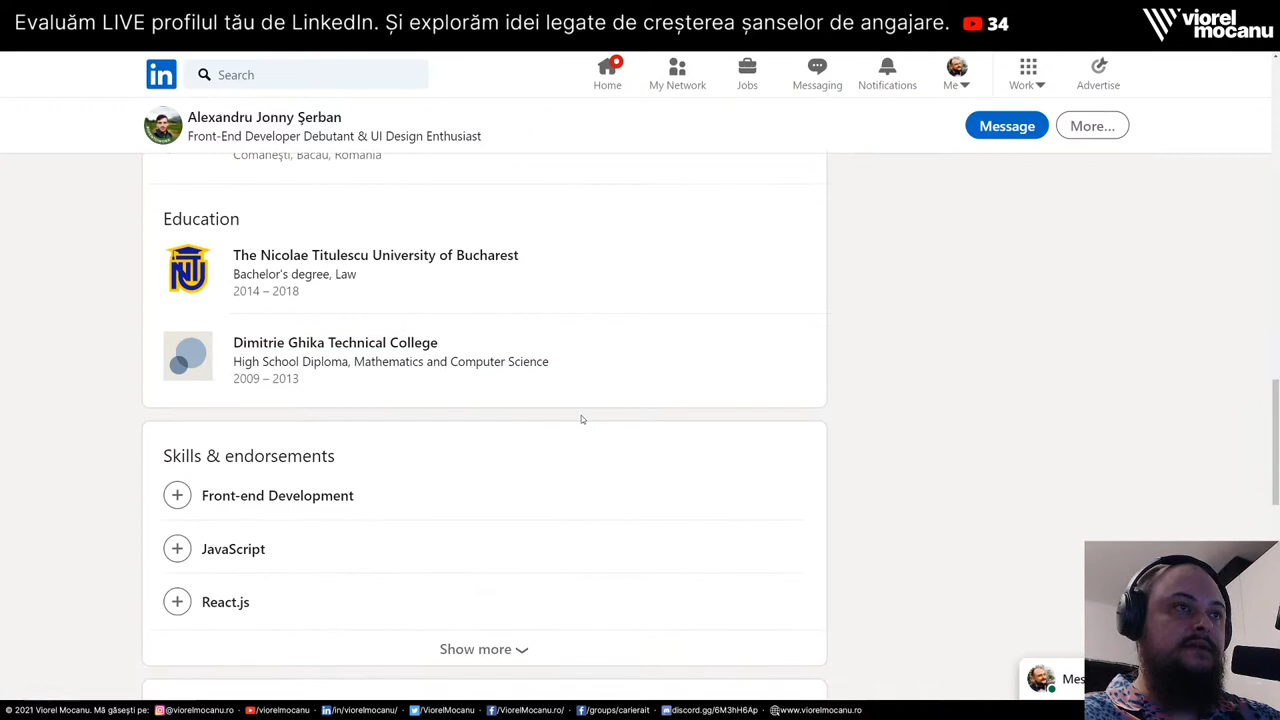 Evaluăm LIVE profilul tău de LinkedIn. Și explorăm idei legate de creșterea șanselor de angajare. 34
viorel
mocanu
in
Search
Home
My Network
Jobs
Messaging
Notifications
Me
Work
Advertise
Alexandru Jonny Şerban
Front-End Developer Debutant & UI Design Enthusiast
Message
More...
Comanești, Bacau, Romania
Education
The Nicolae Titulescu University of Bucharest
Bachelor's degree, Law
2014 – 2018
Dimitrie Ghika Technical College
High School Diploma, Mathematics and Computer Science
2009 – 2013
Skills & endorsements
Front-end Development
JavaScript
React.js
Show more
Mes
© 2021 Viorel Mocanu. Mă găsești pe: @viorelmocanu.ro · /viorelmocanu · /in/viorelmocanu/ · /ViorelMocanu · /ViorelMocanu.ro/ · /groups/carierait · discord.gg/6M3hH6Ap · www.viorelmocanu.ro